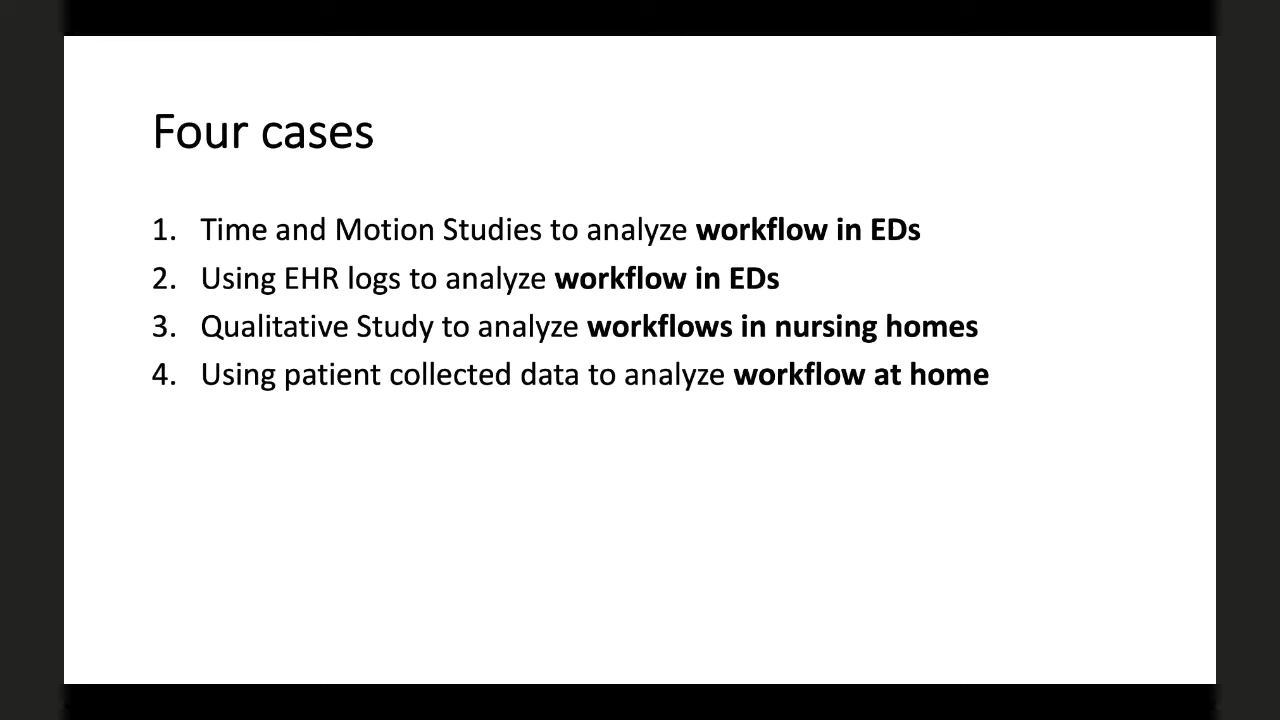 Four cases
1. Time and Motion Studies to analyze workflow in EDs
2. Using EHR logs to analyze workflow in EDs
3. Qualitative Study to analyze workflows in nursing homes
4. Using patient collected data to analyze workflow at home